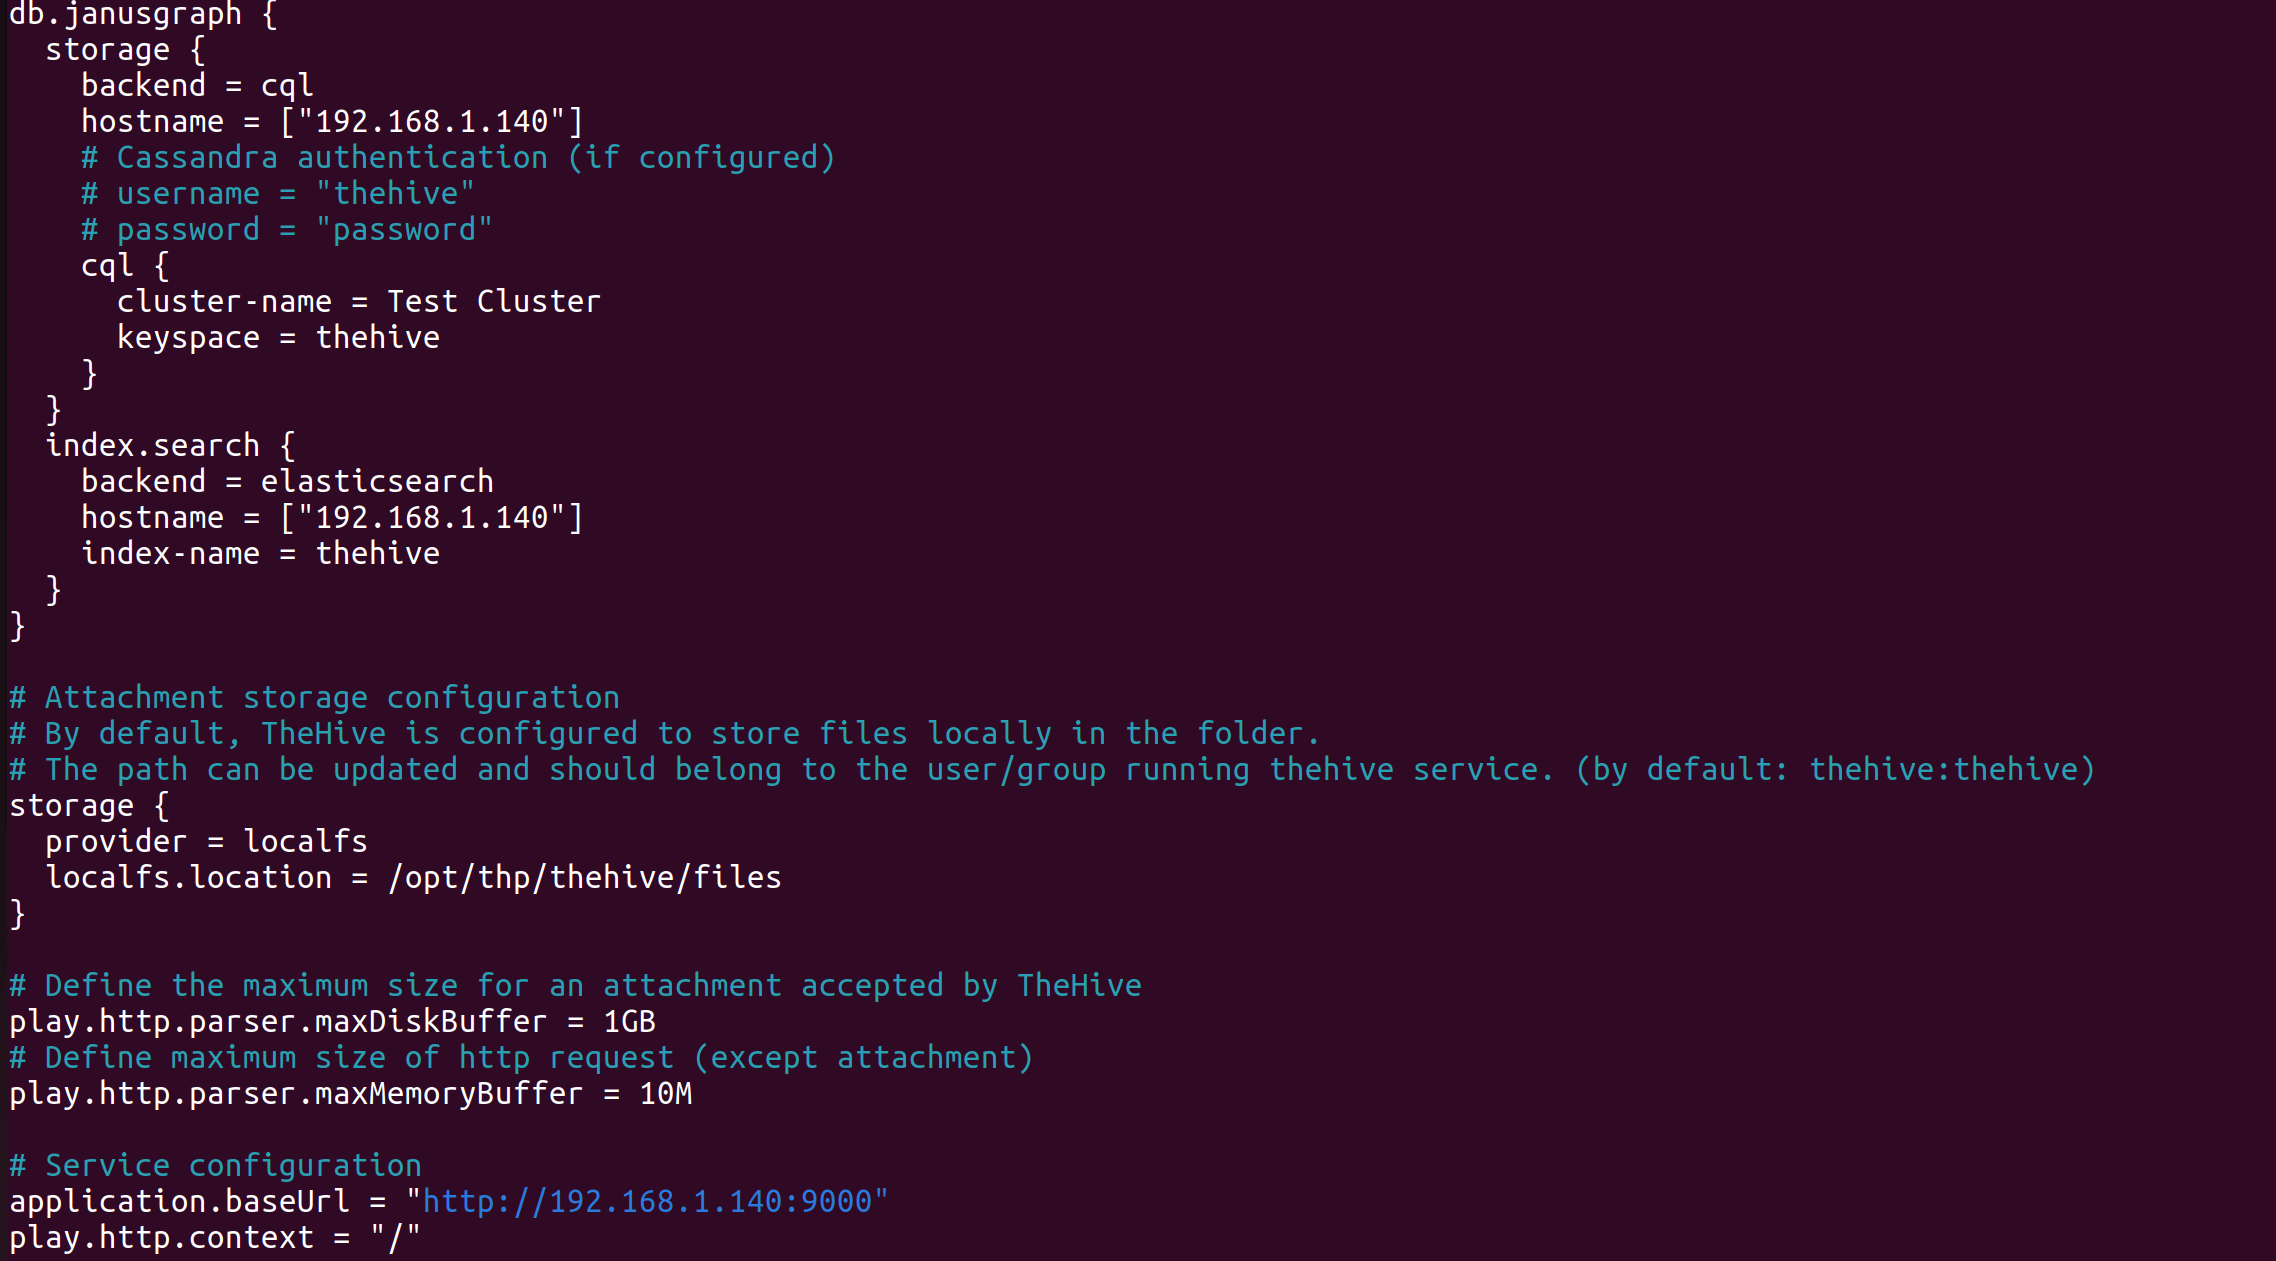 db.janusgraph {
  storage {
    backend = cql
    hostname = ["192.168.1.140"]
    # Cassandra authentication (if configured)
    # username = "thehive"
    # password = "password"
    cql {
      cluster-name = Test Cluster
      keyspace = thehive
    }
  }
  index.search {
    backend = elasticsearch
    hostname = ["192.168.1.140"]
    index-name = thehive
  }
}

# Attachment storage configuration
# By default, TheHive is configured to store files locally in the folder.
# The path can be updated and should belong to the user/group running thehive service. (by default: thehive:thehive)
storage {
  provider = localfs
  localfs.location = /opt/thp/thehive/files
}

# Define the maximum size for an attachment accepted by TheHive
play.http.parser.maxDiskBuffer = 1GB
# Define maximum size of http request (except attachment)
play.http.parser.maxMemoryBuffer = 10M

# Service configuration
application.baseUrl = "http://192.168.1.140:9000"
play.http.context = "/"